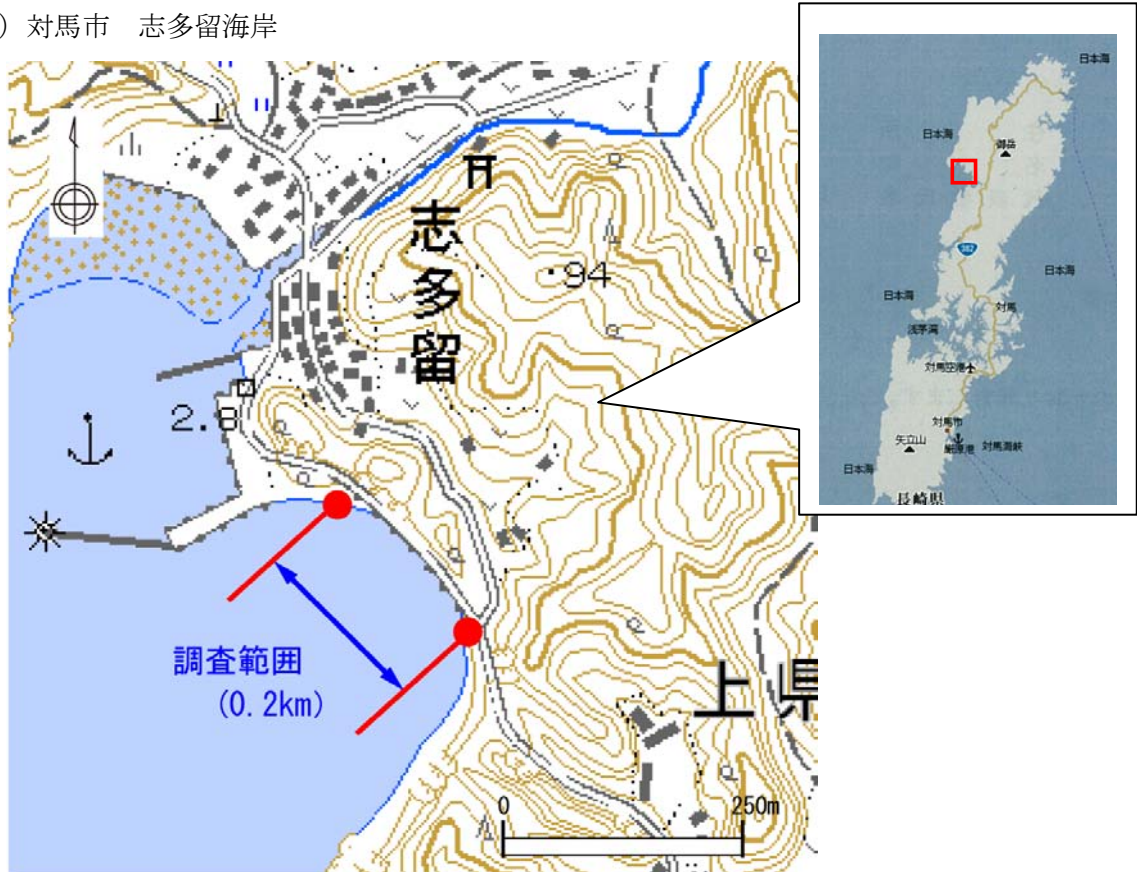 ) 対馬市 志多留海岸
志多留
94
2.8
調査範囲
(0.2km)
上県
0 250m
日本海
日本海
御岳
382
日本海
日本海
対馬
浅茅湾
対馬空港
対馬市
矢立山
厳原港
対馬海峡
日本海
長崎県